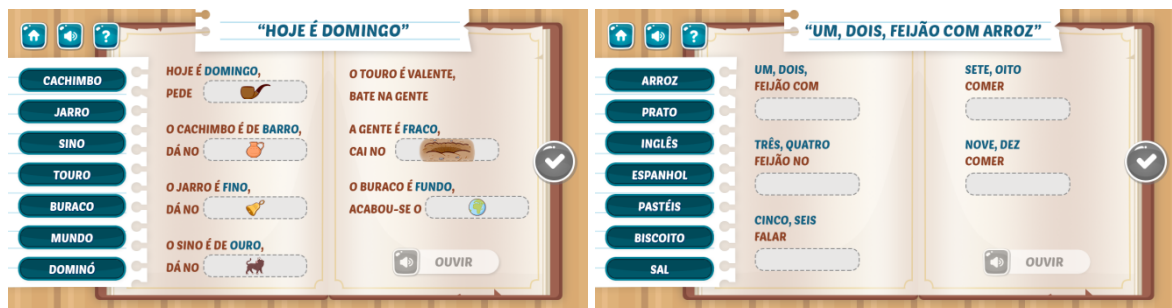 "HOJE É DOMINGO"
CACHIMBO
JARRO
SINO
TOURO
BURACO
MUNDO
DOMINÓ
HOJE É DOMINGO,
PEDE
O CACHIMBO É DE BARRO,
DÁ NO
O JARRO É FINO,
DÁ NO
O SINO É DE OURO,
DÁ NO
O TOURO É VALENTE,
BATE NA GENTE
A GENTE É FRACO,
CAI NO
O BURACO É FUNDO,
ACABOU-SE O
OUVIR
"UM, DOIS, FEIJÃO COM ARROZ"
ARROZ
PRATO
INGLÊS
ESPANHOL
PASTÉIS
BISCOITO
SAL
UM, DOIS,
FEIJÃO COM
TRÊS, QUATRO
FEIJÃO NO
CINCO, SEIS
FALAR
SETE, OITO
COMER
NOVE, DEZ
COMER
OUVIR